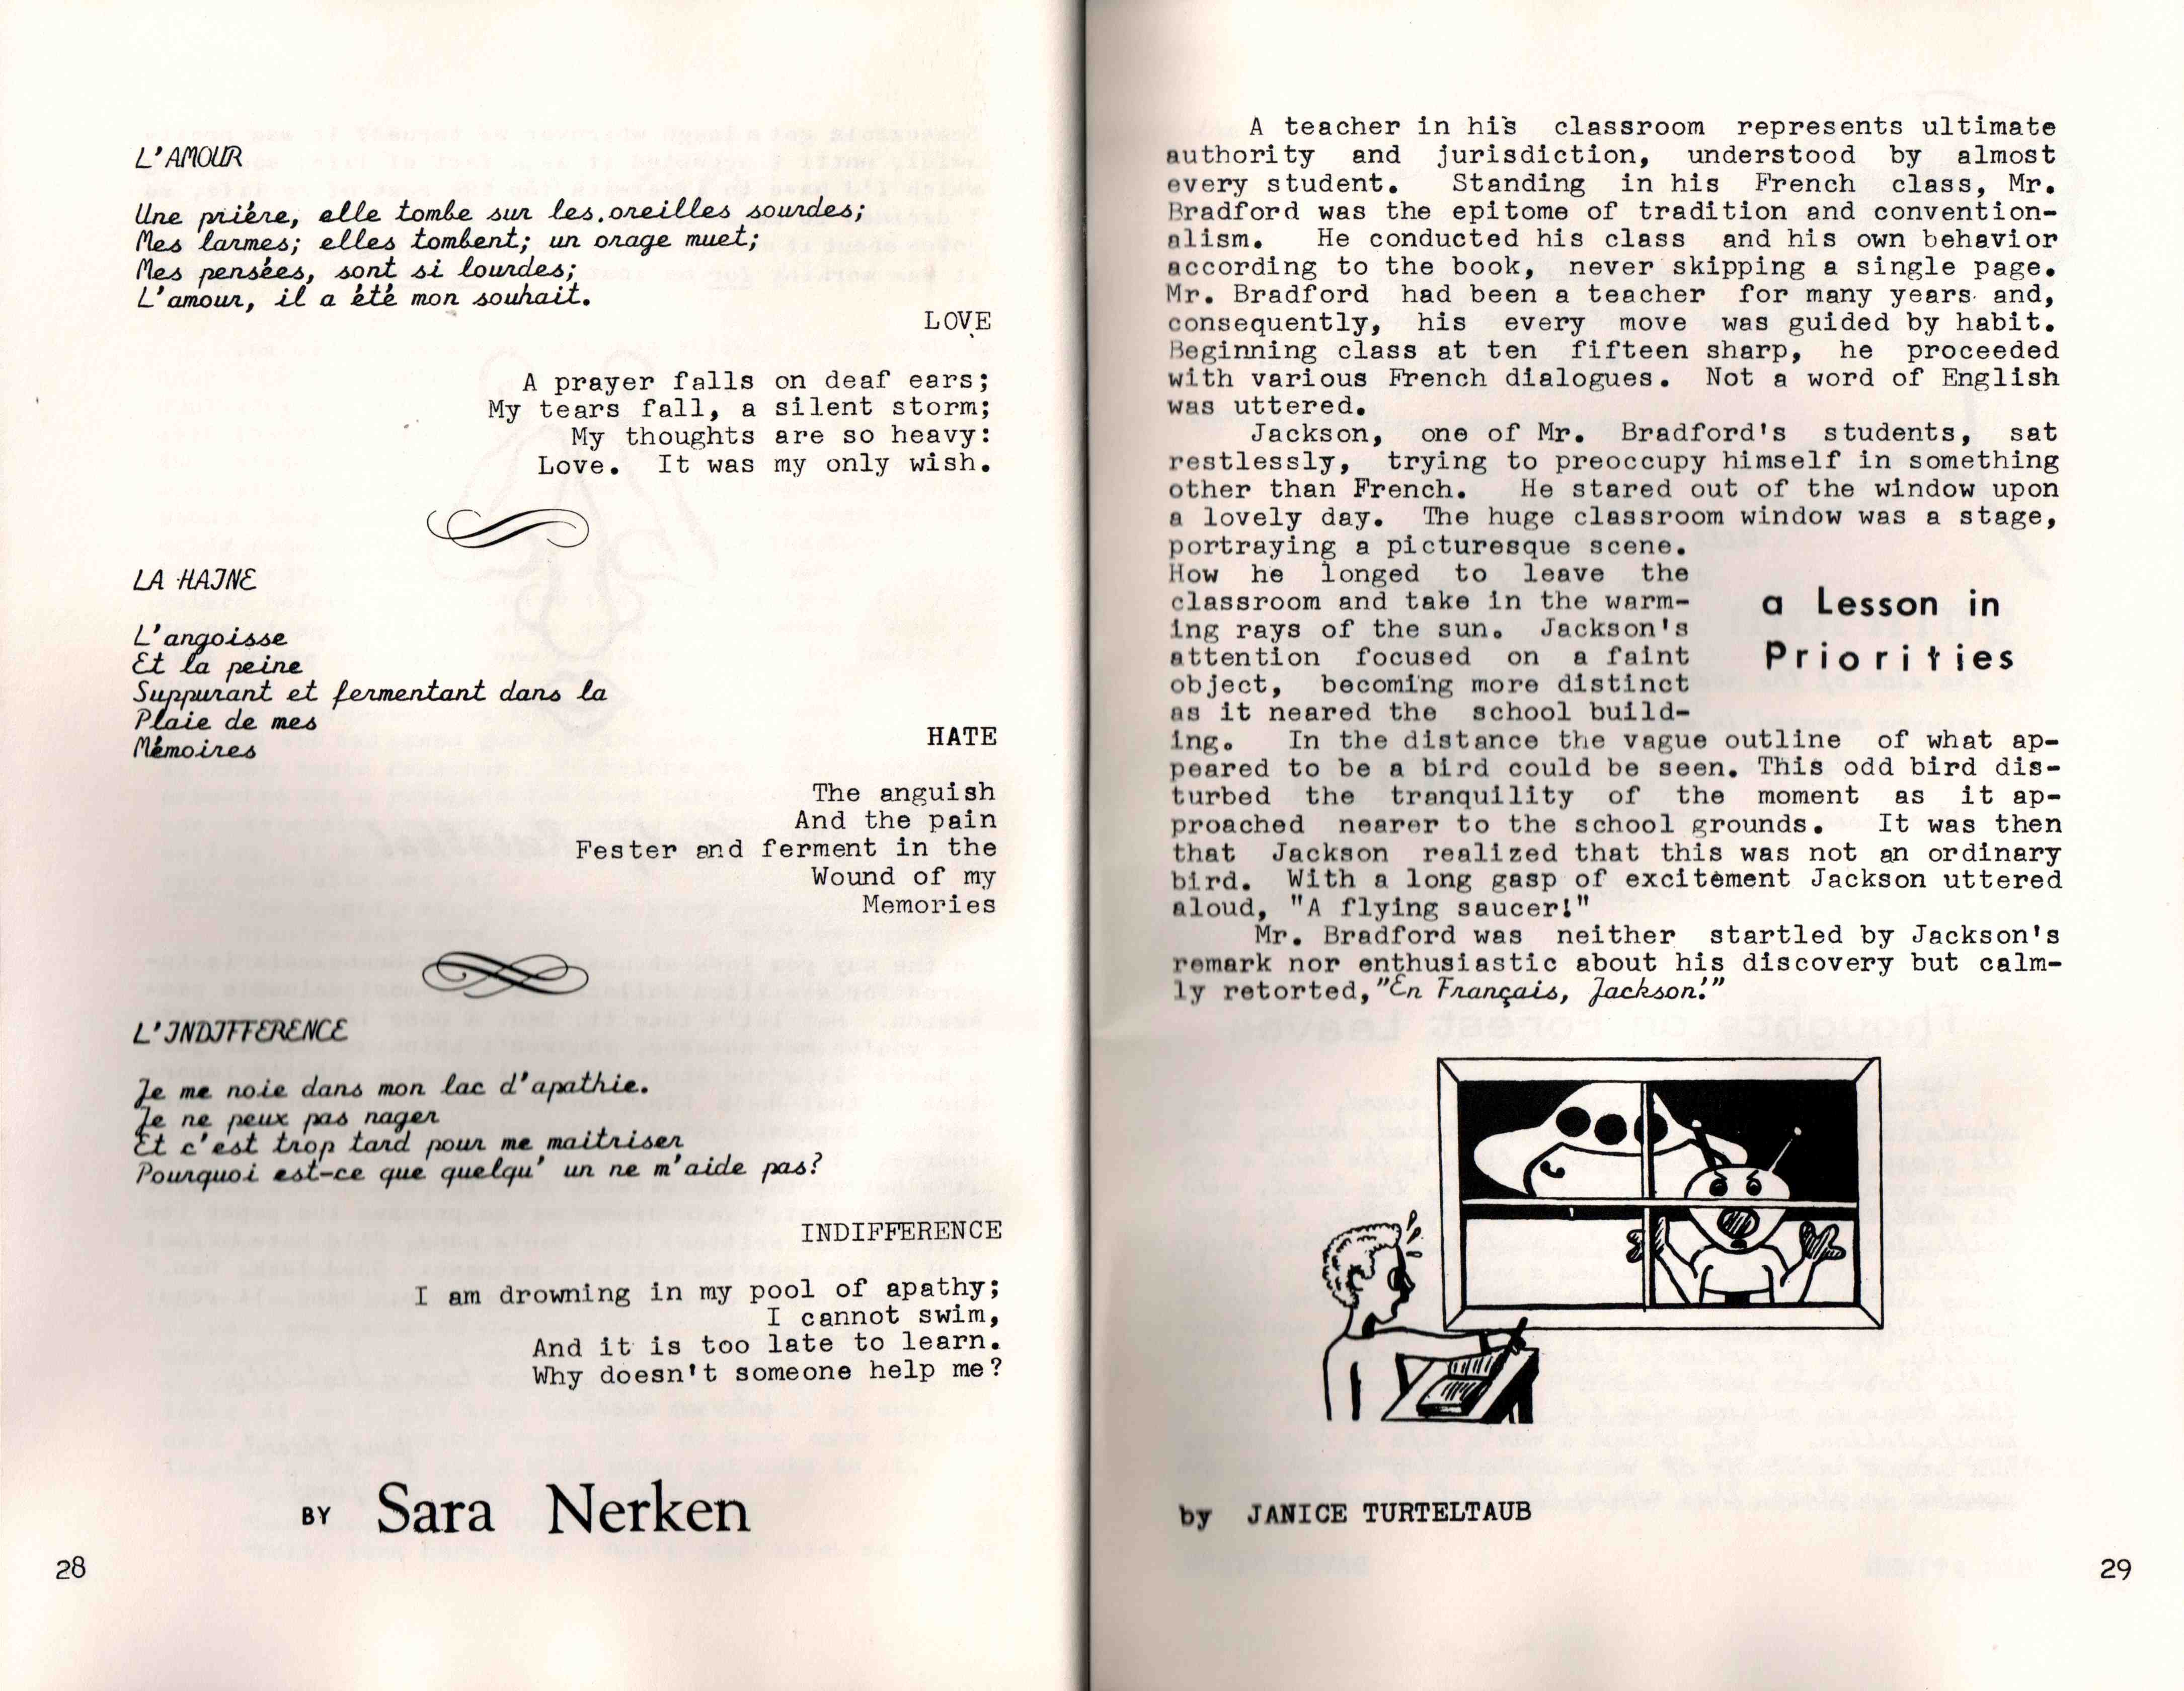 L'AMOUR
Une prière, elle tombe sur les oreilles sourdes;
Mes larmes; elles tombent; un orage muet;
Mes pensées, sont si lourdes;
L'amour, il a été mon souhait.
LOVE
A prayer falls on deaf ears;
My tears fall, a silent storm;
My thoughts are so heavy:
Love. It was my only wish.
LA HAINE
L'angoisse
Et la peine
Suppurant et fermentant dans la
Plaie de mes
Mémoires
HATE
The anguish
And the pain
Fester and ferment in the
Wound of my
Memories
L'INDIFFERENCE
Je me noie dans mon lac d'apathie.
Je ne peux pas nager
Et c'est trop tard pour me maitriser
Pourquoi est-ce que quelqu' un ne m'aide pas?
INDIFFERENCE
I am drowning in my pool of apathy;
I cannot swim,
And it is too late to learn.
Why doesn't someone help me?
BY Sara Nerken
28
A teacher in his classroom represents ultimate
authority and jurisdiction, understood by almost
every student. Standing in his French class, Mr.
Bradford was the epitome of tradition and convention-
alism. He conducted his class and his own behavior
according to the book, never skipping a single page.
Mr. Bradford had been a teacher for many years and,
consequently, his every move was guided by habit.
Beginning class at ten fifteen sharp, he proceeded
with various French dialogues. Not a word of English
was uttered.
Jackson, one of Mr. Bradford's students, sat
restlessly, trying to preoccupy himself in something
other than French. He stared out of the window upon
a lovely day. The huge classroom window was a stage,
portraying a picturesque scene.
How he longed to leave the
classroom and take in the warm-
ing rays of the sun. Jackson's
attention focused on a faint
object, becoming more distinct
as it neared the school build-
ing. In the distance the vague outline of what ap-
peared to be a bird could be seen. This odd bird dis-
turbed the tranquility of the moment as it ap-
proached nearer to the school grounds. It was then
that Jackson realized that this was not an ordinary
bird. With a long gasp of excitement Jackson uttered
aloud, "A flying saucer!"
Mr. Bradford was neither startled by Jackson's
remark nor enthusiastic about his discovery but calm-
ly retorted, "En Français, Jackson!"
a Lesson in
Priorities
by JANICE TURTELTAUB
29